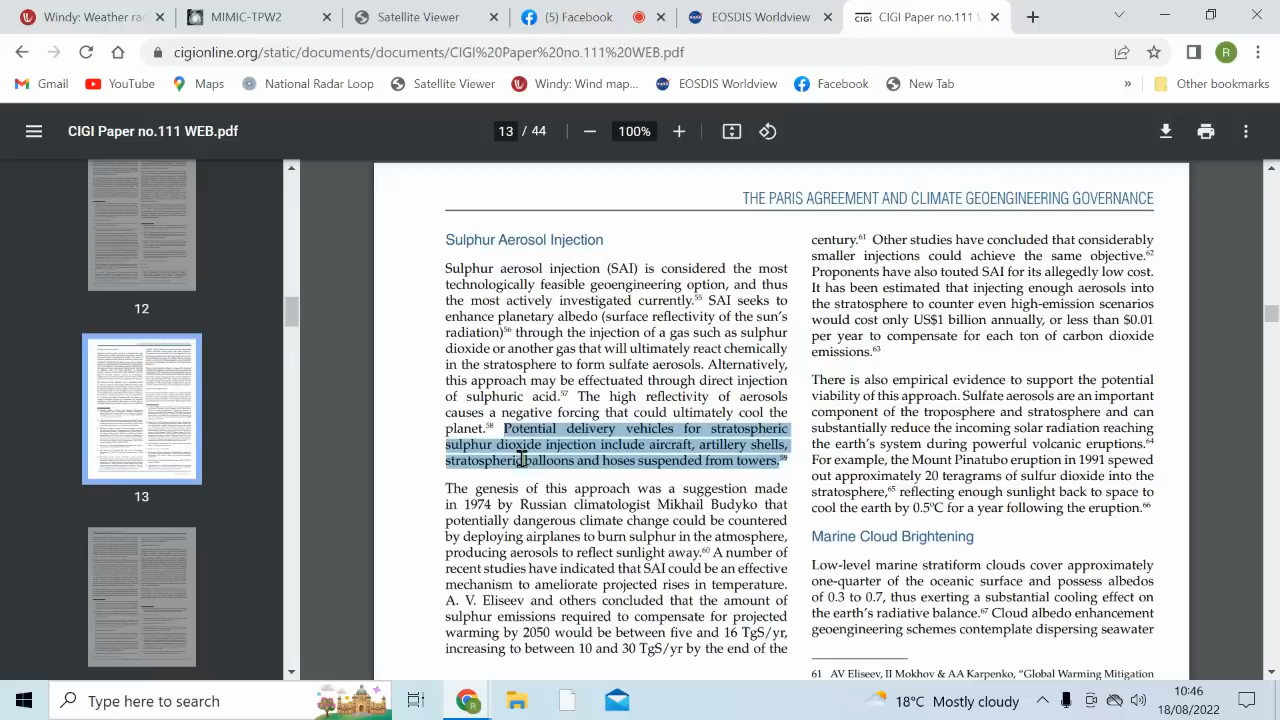 Weather radar:
MIMIC-TPW2
Satellite Viewer
(5) Facebook
EOSDIS Worldview
CIGI Paper no.111
cigionline.org/static/documents/documents/CIGI%20Paper%20no.111%20WEB.pdf
R
Gmail
YouTube
Maps
National Radar Loop
Satellite Viewer
Windy: Wind map...
EOSDIS Worldview
Facebook
New Tab
»
Other bookmarks
CIGI Paper no.111 WEB.pdf
13 / 44
100%
12
13
THE PARIS AGREEMENT AND CLIMATE GEOENGINEERING GOVERNANCE
Sulphur Aerosol Injection
Sulphur aerosol injection (SAI) is considered the most
technologically feasible geoengineering option, and thus
the most actively investigated currently.55 SAI seeks to
enhance planetary albedo (surface reflectivity of the sun's
radiation)56 through the injection of a gas such as sulphur
dioxide or another gas that will ultimately react chemically
in the stratosphere to form sulfate aerosols. Alternatively,
this approach may be effectuated through direct injection
of sulphuric acid. The high reflectivity of aerosols
causes a negative forcing that could ultimately cool the
planet. Potential delivery vehicles for stratospheric
sulphur dioxide injection include aircraft, artillery shells,
stratospheric balloons and hoses suspended from towers.59
The genesis of this approach was a suggestion made
in 1974 by Russian climatologist Mikhail Budyko that
potentially dangerous climate change could be countered
by deploying airplanes to burn sulphur in the atmosphere,
producing aerosols to reflect sunlight away.60 A number of
recent studies have indicated that SAI could be an effective
mechanism to ameliorate projected rises in temperature.
A. V. Eliseev and others concluded that the amount of
sulphur emissions required to compensate for projected
warming by 2050 would be between five and 16 TgS/yr,
increasing to between 10 and 30 TgS/yr by the end of the
century.61 Other studies have concluded that considerably
smaller injections could achieve the same objective.62
Proponents have also touted SAI for its allegedly low cost.
It has been estimated that injecting enough aerosols into
the stratosphere to counter even high-emission scenarios
would cost only US$1 billion annually, or less than $0.01
per year to compensate for each ton of carbon dioxide
emissions.63
There is also empirical evidence to support the potential
viability of this approach. Sulfate aerosols are an important
component of the troposphere and stratosphere and can
substantially reduce the incoming solar radiation reaching
the earth's system during powerful volcanic eruptions.64
For example, the Mount Pinatubo eruption in 1991 spewed
out approximately 20 teragrams of sulfur dioxide into the
stratosphere,65 reflecting enough sunlight back to space to
cool the earth by 0.5°C for a year following the eruption.66
Marine Cloud Brightening
Low-level marine stratiform clouds cover approximately
one-quarter of the oceanic surface and possess albedos
of 0.3 to 0.7, thus exerting a substantial cooling effect on
the earth's radiative balance.67 Cloud albedo enhancement
geoengineering schemes contemplate dispersing seawater
61 AV Eliseev, II Mokhov & AA Karpenko, "Global Warming Mitigation
Type here to search
18°C Mostly cloudy
10:46
18/08/2022